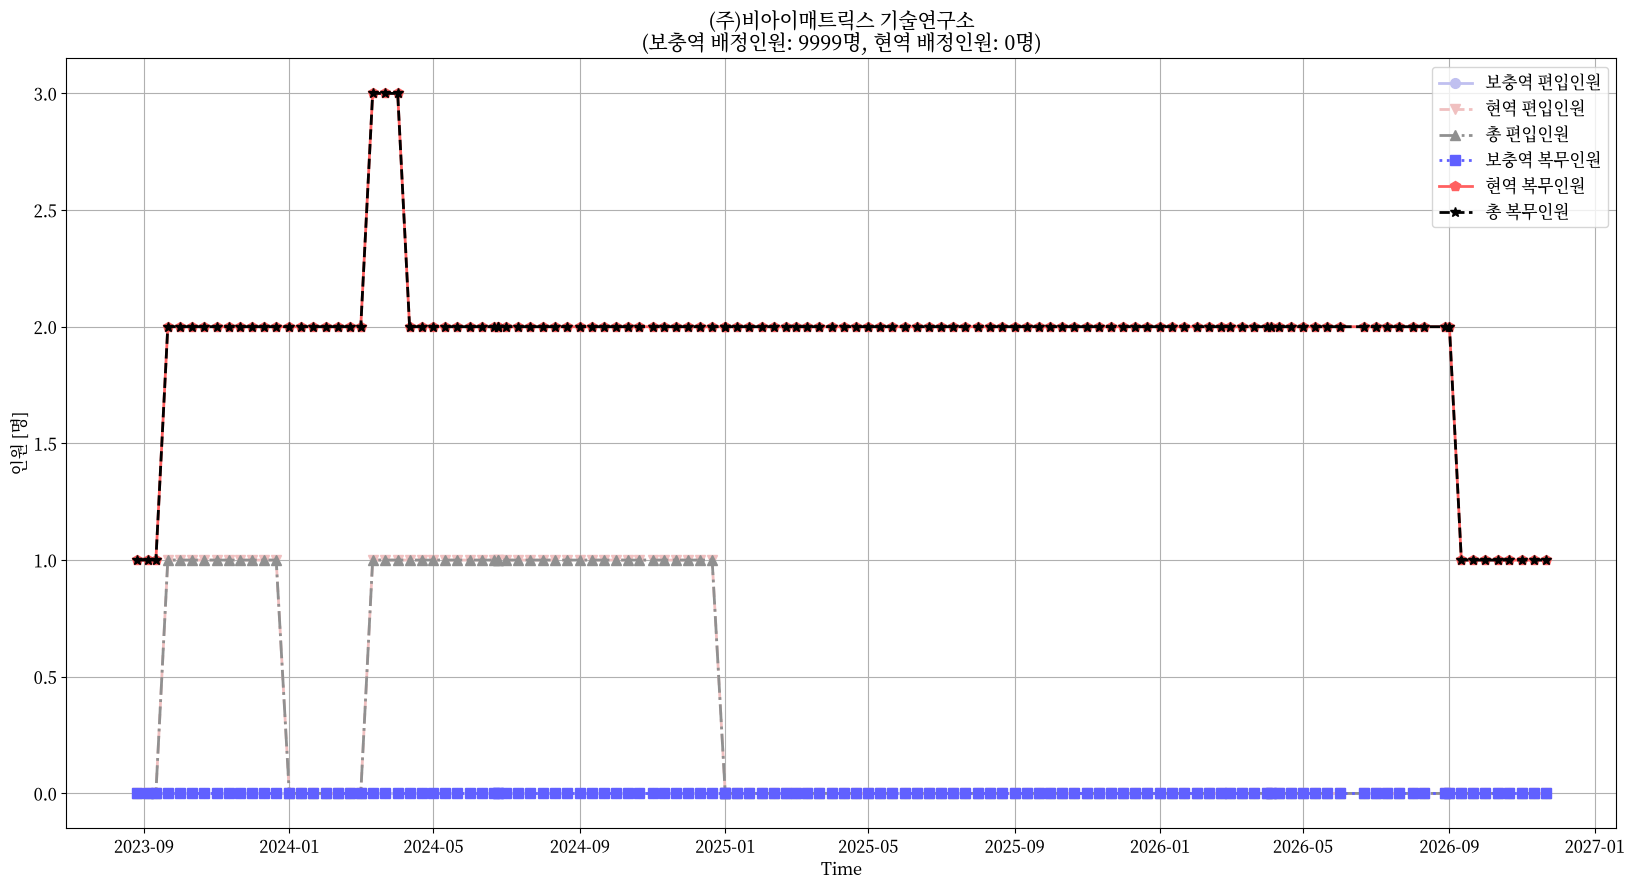 (주)비아이매트릭스 기술연구소
(보충역 배정인원: 9999명, 현역 배정인원: 0명)
보충역 편입인원
현역 편입인원
총 편입인원
보충역 복무인원
현역 복무인원
총 복무인원
인원 [명]
3.0
2.5
2.0
1.5
1.0
0.5
0.0
2023-09
2024-01
2024-05
2024-09
2025-01
2025-05
2025-09
2026-01
2026-05
2026-09
2027-01
Time